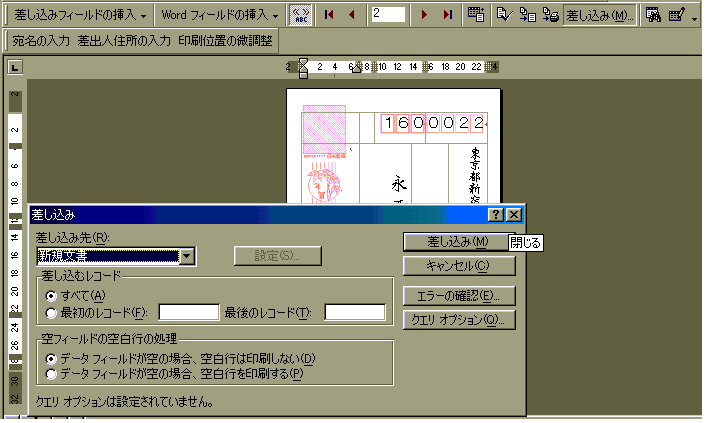 差し込みフィールドの挿入 Word フィールドの挿入 ABC 2 差し込み(M)...
宛名の入力 差出人住所の入力 印刷位置の微調整
L 2 2 4 6 8 10 12 14 16 18 20 22 24
1600022
東京都新宿
永
差し込み
差し込み先(R):
新規文書
設定(S)...
差し込み(M)
閉じる
キャンセル(C)
差し込むレコード
すべて(A)
最初のレコード(F): 最後のレコード(T):
エラーの確認(E)...
クエリ オプション(Q)...
空フィールドの空白行の処理
データ フィールドが空の場合、空白行は印刷しない(D)
データ フィールドが空の場合、空白行を印刷する(P)
クエリ オプションは設定されていません。